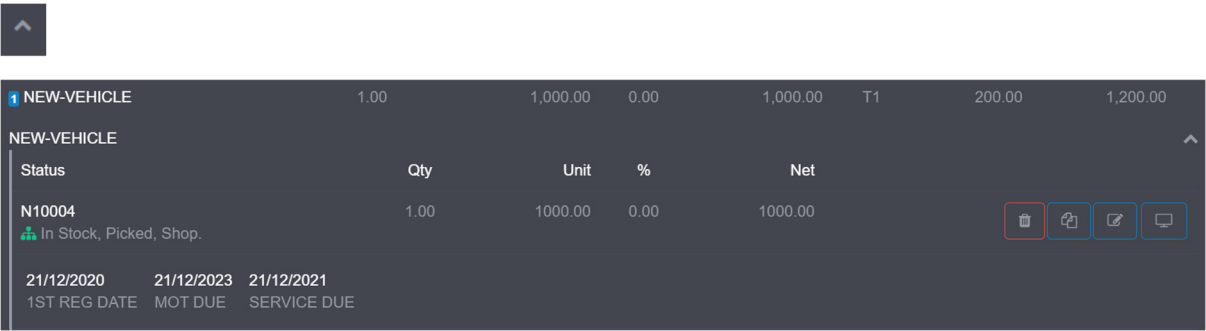 1 NEW-VEHICLE 1.00 1,000.00 0.00 1,000.00 T1 200.00 1,200.00
NEW-VEHICLE
Status Qty Unit % Net
N10004 1.00 1000.00 0.00 1000.00
In Stock, Picked, Shop.
21/12/2020 21/12/2023 21/12/2021
1ST REG DATE MOT DUE SERVICE DUE